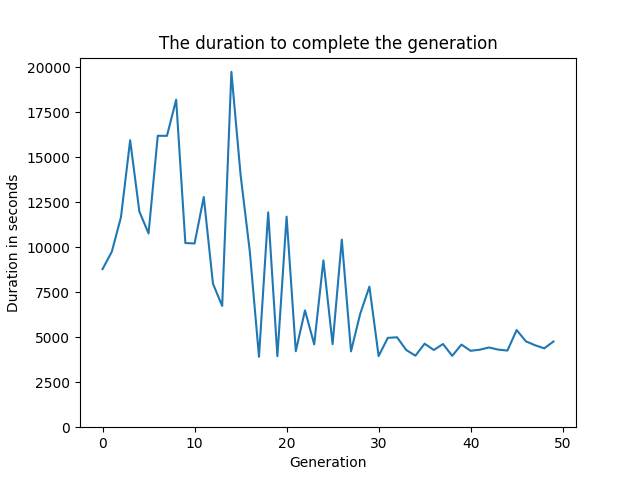 The duration to complete the generation
Duration in seconds
20000
17500
15000
12500
10000
7500
5000
2500
0
0 10 20 30 40 50
Generation